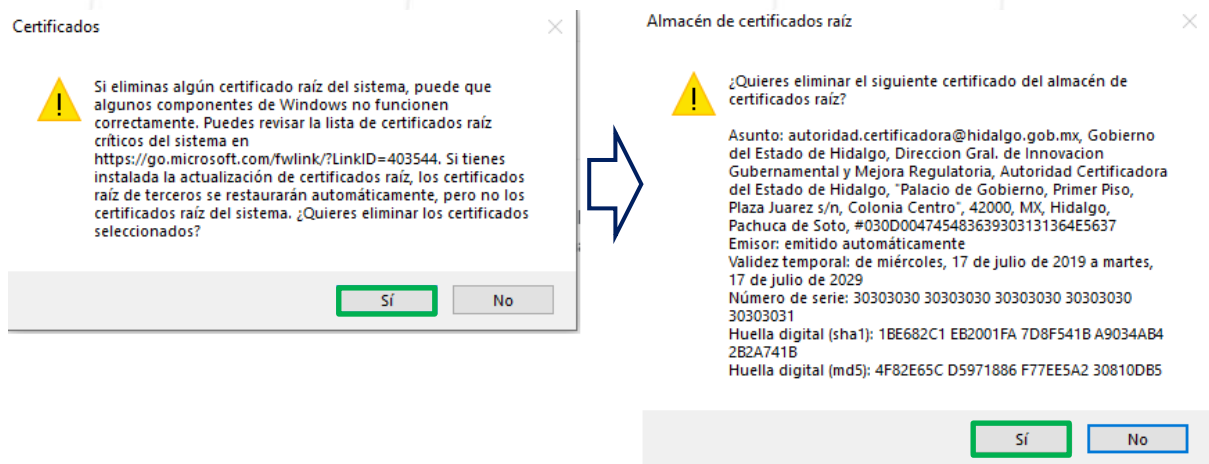 Certificados
Si eliminas algún certificado raíz del sistema, puede que
algunos componentes de Windows no funcionen
correctamente. Puedes revisar la lista de certificados raíz
críticos del sistema en
https://go.microsoft.com/fwlink/?LinkID=403544. Si tienes
instalada la actualización de certificados raíz, los certificados
raíz de terceros se restaurarán automáticamente, pero no los
certificados raíz del sistema. ¿Quieres eliminar los certificados
seleccionados?
Sí
No
Almacén de certificados raíz
¿Quieres eliminar el siguiente certificado del almacén de
certificados raíz?
Asunto: autoridad.certificadora@hidalgo.gob.mx, Gobierno
del Estado de Hidalgo, Direccion Gral. de Innovacion
Gubernamental y Mejora Regulatoria, Autoridad Certificadora
del Estado de Hidalgo, "Palacio de Gobierno, Primer Piso,
Plaza Juarez s/n, Colonia Centro", 42000, MX, Hidalgo,
Pachuca de Soto, #030D004745483639303131364E5637
Emisor: emitido automáticamente
Validez temporal: de miércoles, 17 de julio de 2019 a martes,
17 de julio de 2029
Número de serie: 30303030 30303030 30303030 30303030
30303031
Huella digital (sha1): 1BE682C1 EB2001FA 7D8F541B A9034AB4
2B2A741B
Huella digital (md5): 4F82E65C D5971886 F77EE5A2 30810DB5
Sí
No